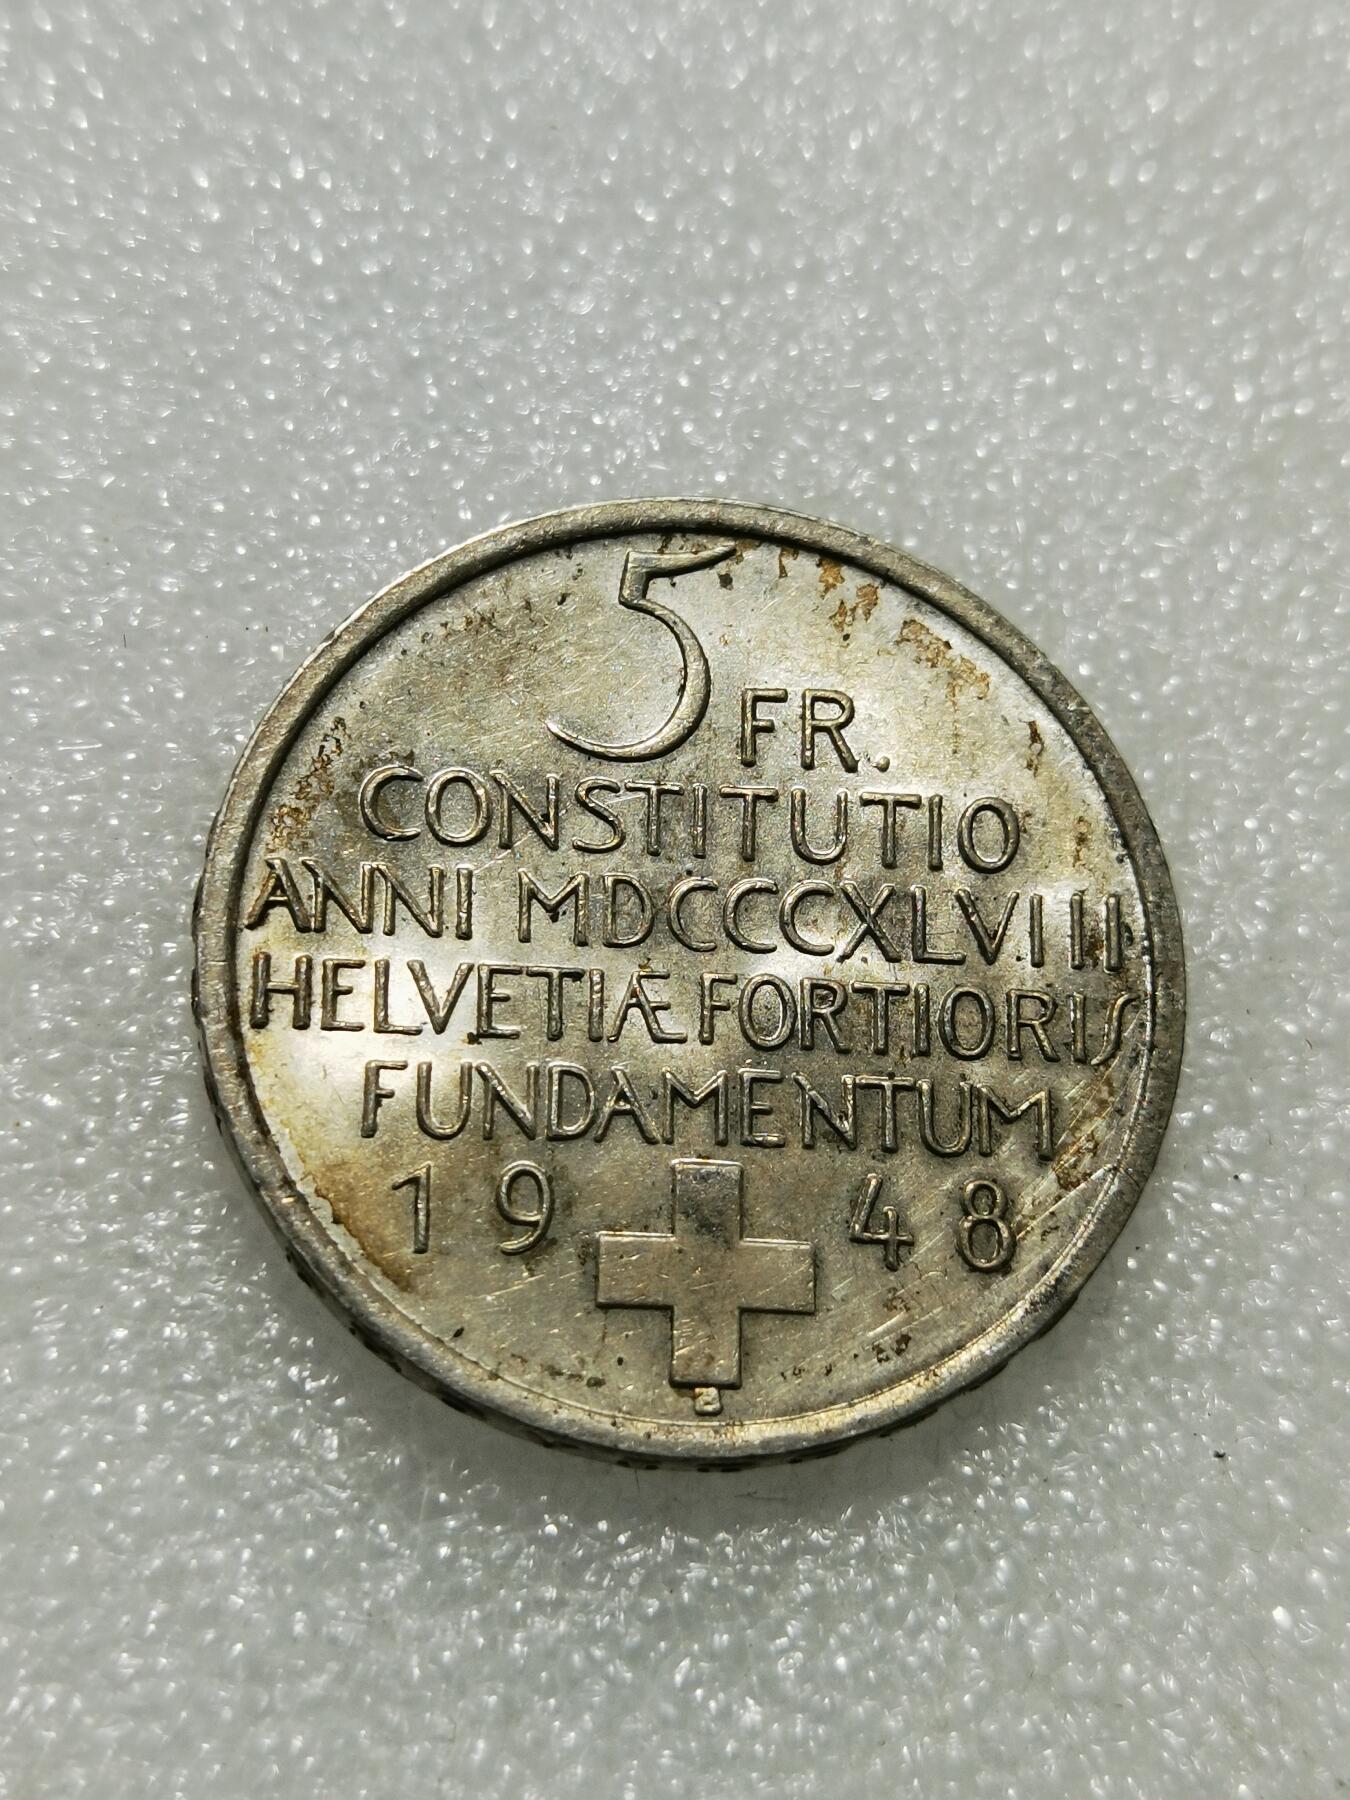 5 FR.
CONSTITUTIO
ANNI MDCCCXLVIII
HELVETIÆ FORTIORIS
FUNDAMENTUM
19 48
B